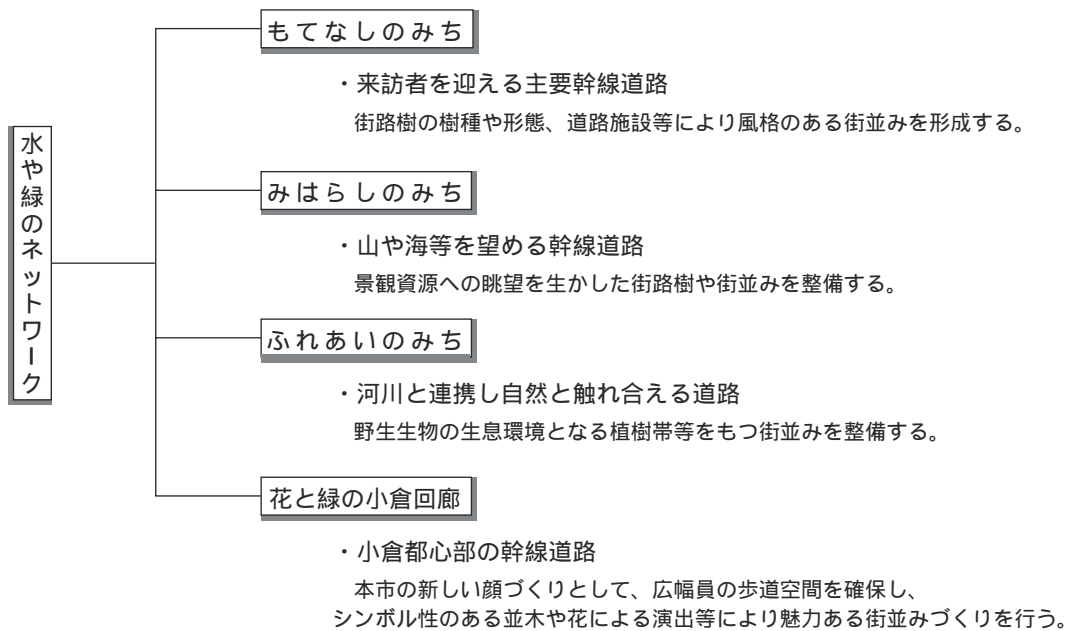 水や緑のネットワーク
もてなしのみち
・来訪者を迎える主要幹線道路
街路樹の樹種や形態、道路施設等により風格のある街並みを形成する。
みはらしのみち
・山や海等を望める幹線道路
景観資源への眺望を生かした街路樹や街並みを整備する。
ふれあいのみち
・河川と連携し自然と触れ合える道路
野生生物の生息環境となる植樹帯等をもつ街並みを整備する。
花と緑の小倉回廊
・小倉都心部の幹線道路
本市の新しい顔づくりとして、広幅員の歩道空間を確保し、
シンボル性のある並木や花による演出等により魅力ある街並みづくりを行う。